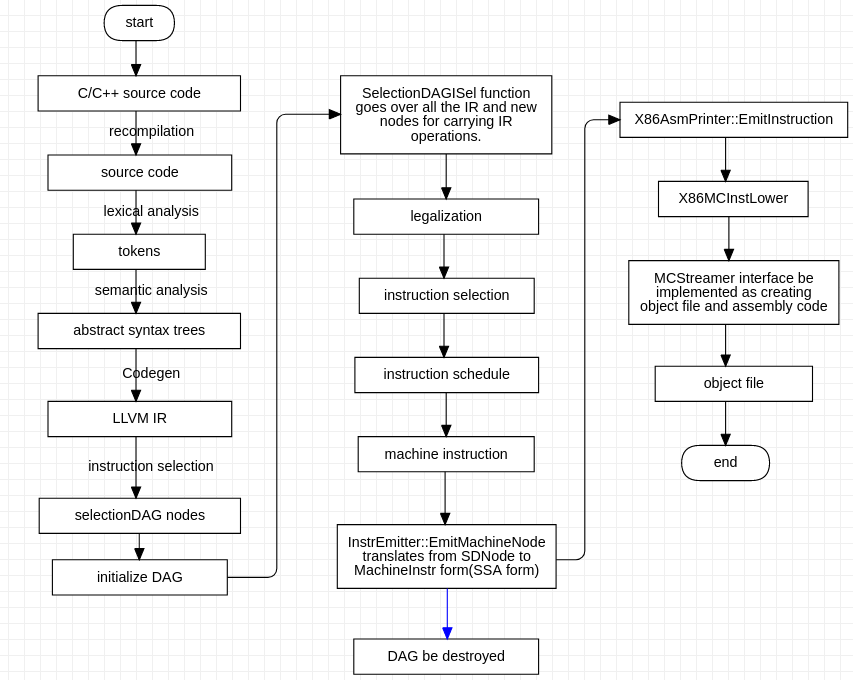 start
C/C++ source code
recompilation
source code
lexical analysis
tokens
semantic analysis
abstract syntax trees
Codegen
LLVM IR
instruction selection
selectionDAG nodes
initialize DAG
SelectionDAGISel function
goes over all the IR and new
nodes for carrying IR
operations.
legalization
instruction selection
instruction schedule
machine instruction
InstrEmitter::EmitMachineNode
translates from SDNode to
MachineInstr form(SSA form)
DAG be destroyed
X86AsmPrinter::EmitInstruction
X86MCInstLower
MCStreamer interface be
implemented as creating
object file and assembly code
object file
end